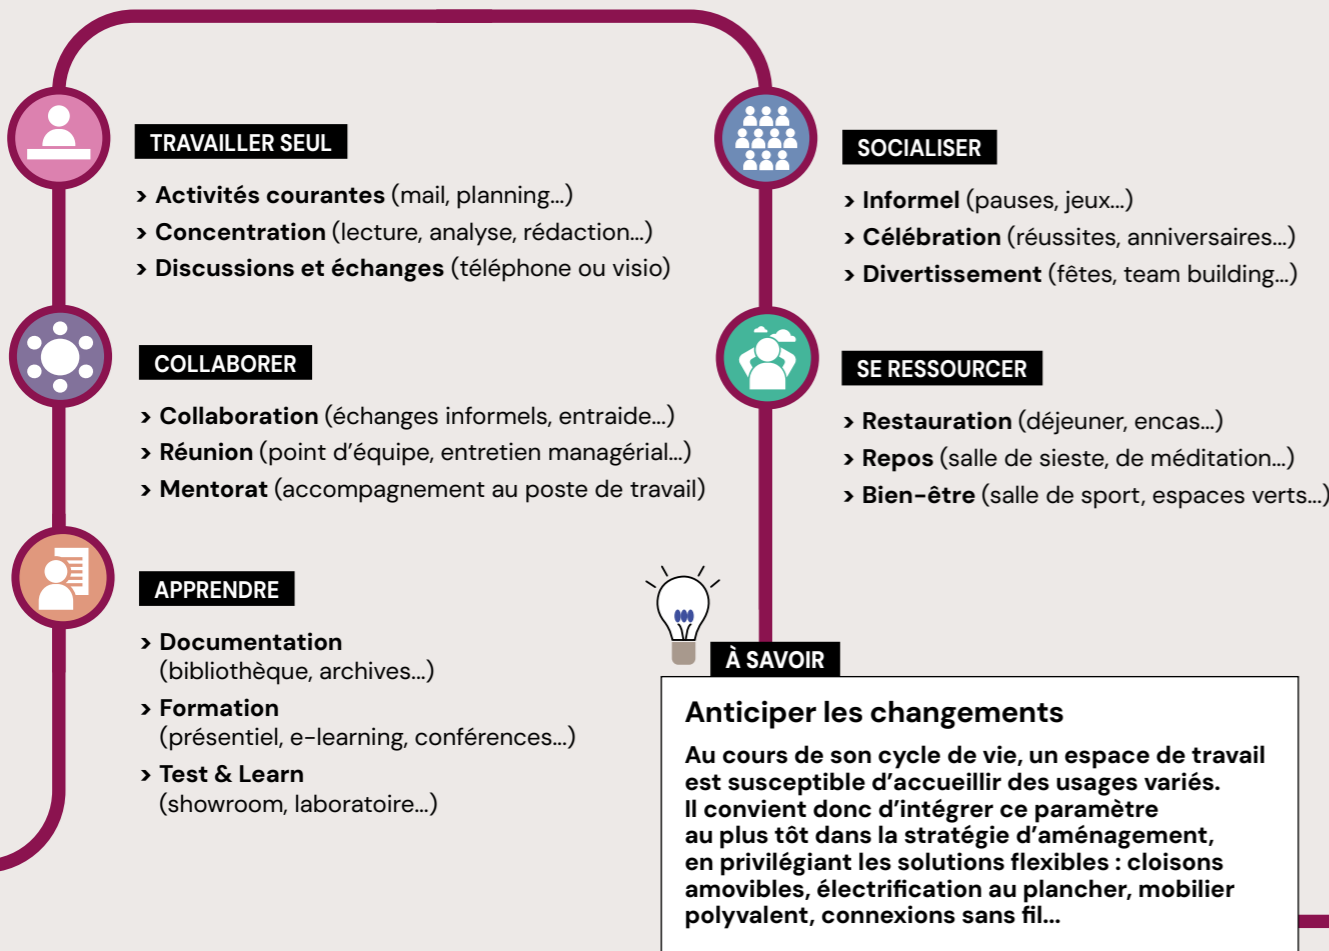 TRAVAILLER SEUL
› Activités courantes (mail, planning...)
› Concentration (lecture, analyse, rédaction...)
› Discussions et échanges (téléphone ou visio)
COLLABORER
› Collaboration (échanges informels, entraide...)
› Réunion (point d’équipe, entretien managérial...)
› Mentorat (accompagnement au poste de travail)
APPRENDRE
› Documentation
(bibliothèque, archives...)
› Formation
(présentiel, e-learning, conférences...)
› Test & Learn
(showroom, laboratoire...)
SOCIALISER
› Informel (pauses, jeux...)
› Célébration (réussites, anniversaires...)
› Divertissement (fêtes, team building...)
SE RESSOURCER
› Restauration (déjeuner, encas...)
› Repos (salle de sieste, de méditation...)
› Bien-être (salle de sport, espaces verts...)
À SAVOIR
Anticiper les changements
Au cours de son cycle de vie, un espace de travail
est susceptible d’accueillir des usages variés.
Il convient donc d’intégrer ce paramètre
au plus tôt dans la stratégie d’aménagement,
en privilégiant les solutions flexibles : cloisons
amovibles, électrification au plancher, mobilier
polyvalent, connexions sans fil...